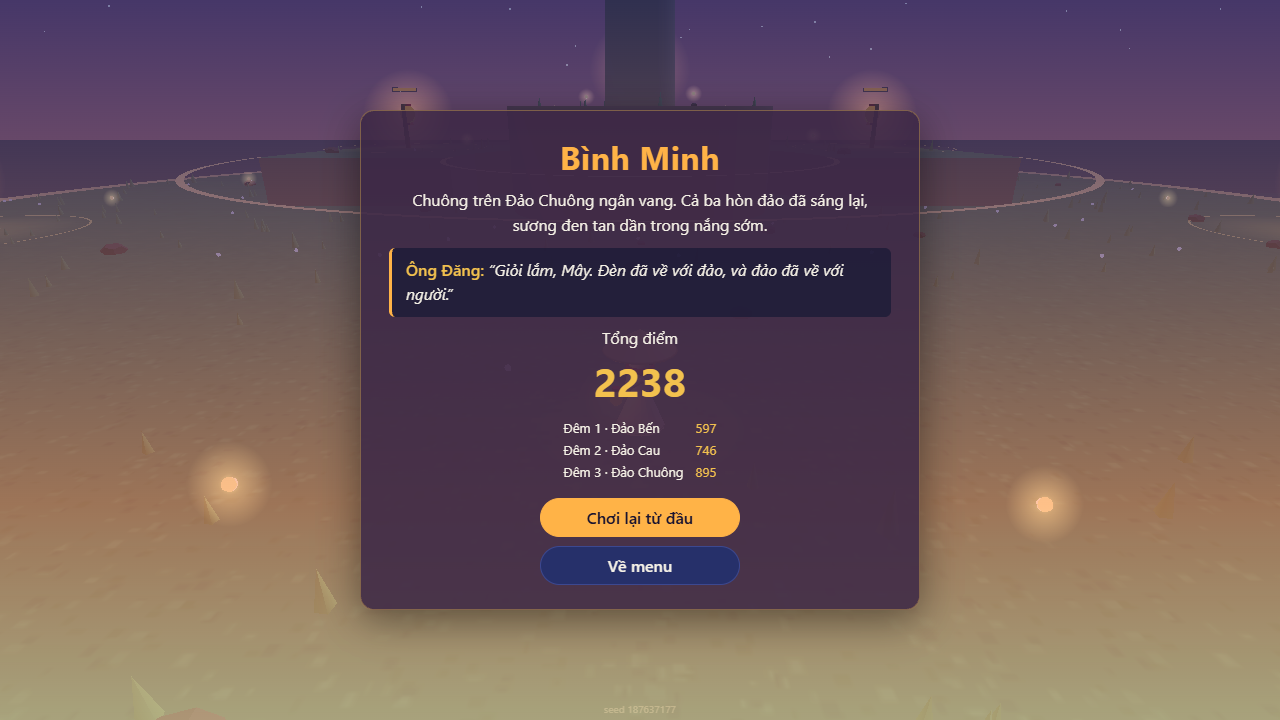 Bình Minh
Chuông trên Đảo Chuông ngân vang. Cả ba hòn đảo đã sáng lại,
sương đen tan dần trong nắng sớm.
Ông Đăng: “Giỏi lắm, Mây. Đèn đã về với đảo, và đảo đã về với
người.”
Tổng điểm
2238
Đêm 1 · Đảo Bến 597
Đêm 2 · Đảo Cau 746
Đêm 3 · Đảo Chuông 895
Chơi lại từ đầu
Về menu
seed 187637177